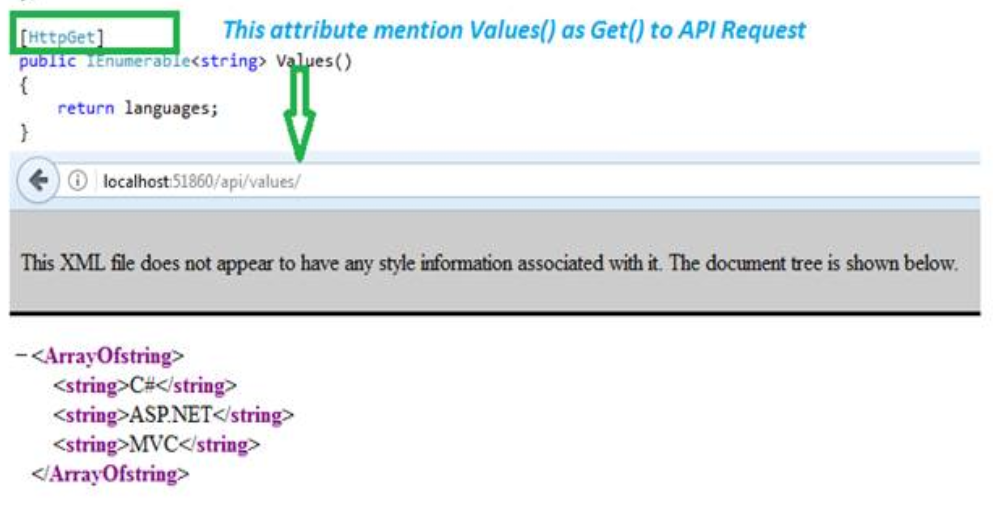 [HttpGet]
This attribute mention Values() as Get() to API Request
public IEnumerable<string> Values()
{
return languages;
}
localhost:51860/api/values/
This XML file does not appear to have any style information associated with it. The document tree is shown below.
−<ArrayOfstring>
<string>C#</string>
<string>ASP.NET</string>
<string>MVC</string>
</ArrayOfstring>